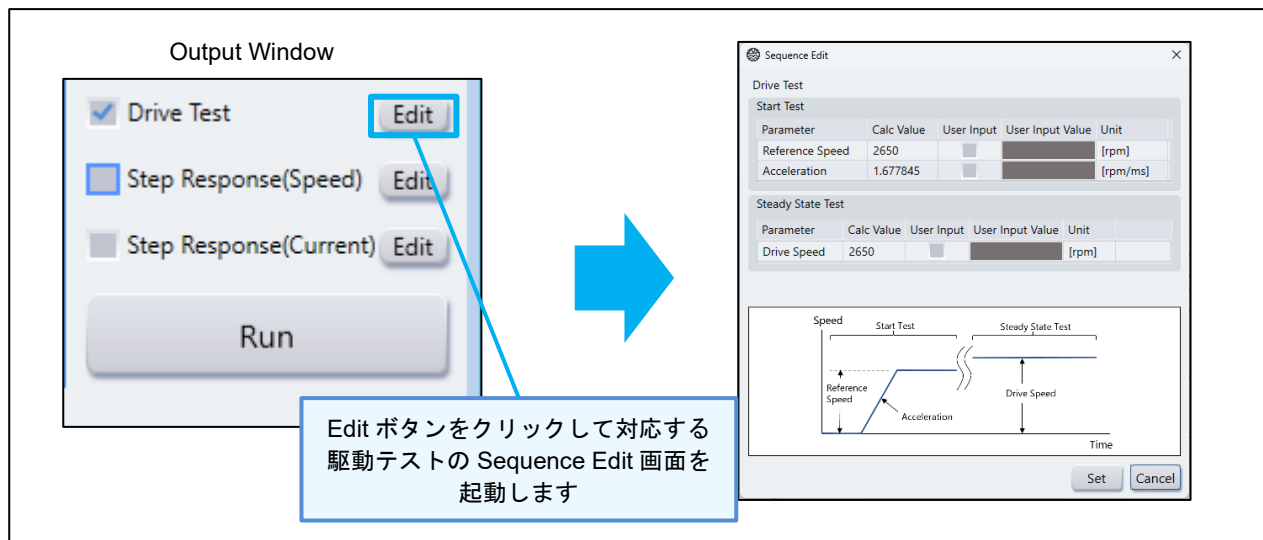 Output Window
Drive Test Edit
Step Response(Speed) Edit
Step Response(Current) Edit
Run
Edit ボタンをクリックして対応する
駆動テストの Sequence Edit 画面を
起動します
Sequence Edit
Drive Test
Start Test
Parameter Calc Value User Input User Input Value Unit
Reference Speed 2650 [rpm]
Acceleration 1.677845 [rpm/ms]
Steady State Test
Parameter Calc Value User Input User Input Value Unit
Drive Speed 2650 [rpm]
Speed Start Test Steady State Test
Reference
Speed
Drive Speed
Acceleration
Time
Set Cancel